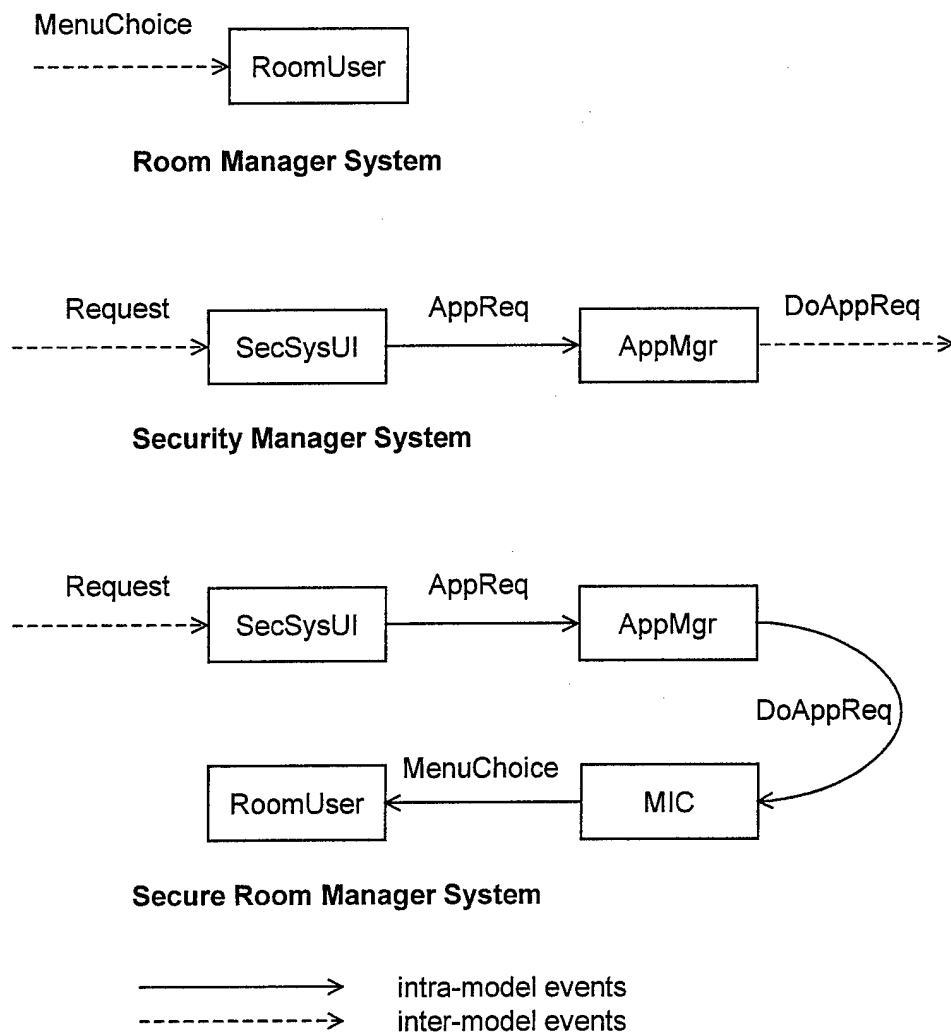 MenuChoice
RoomUser
Room Manager System
Request
AppReq
DoAppReq
SecSysUI
AppMgr
Security Manager System
Request
AppReq
SecSysUI
AppMgr
DoAppReq
MenuChoice
RoomUser
MIC
Secure Room Manager System
intra-model events
inter-model events